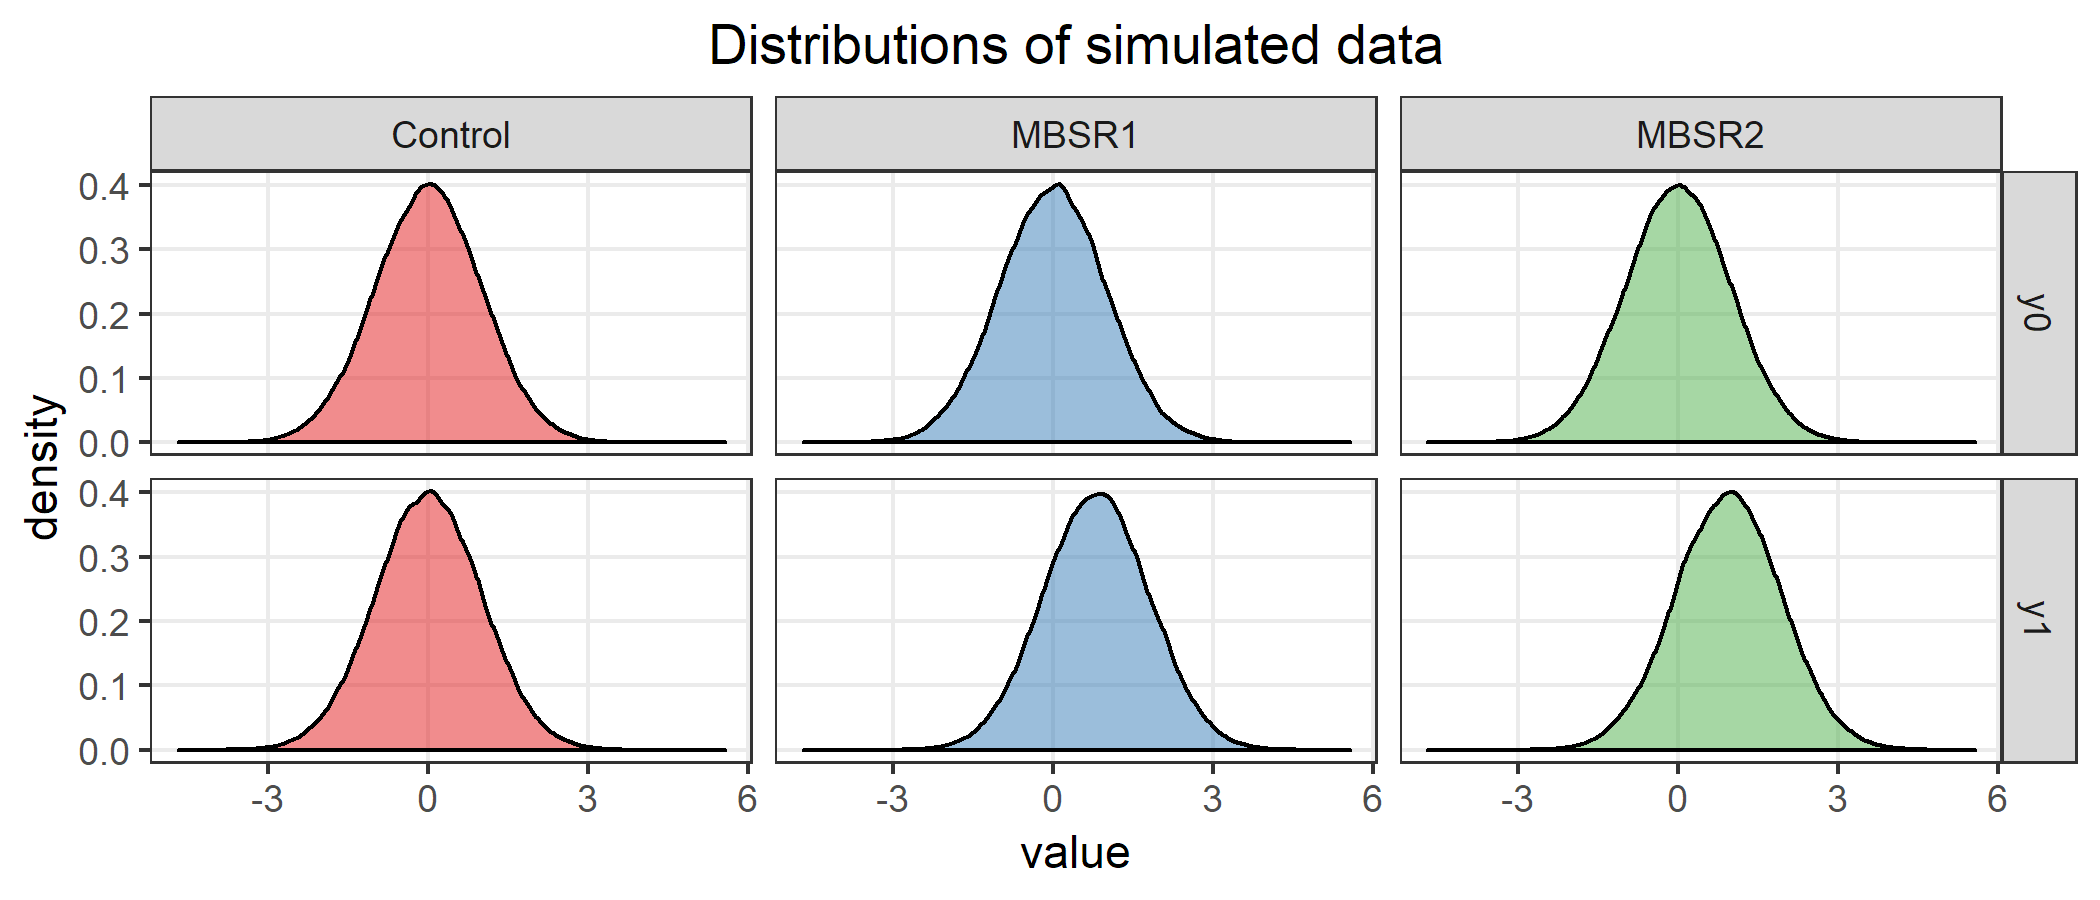 Distributions of simulated data
Control
MBSR1
MBSR2
0.4
0.3
0.2
0.1
0.0
y0
density
0.4
0.3
0.2
0.1
0.0
y1
-3 0 3 6
-3 0 3 6
-3 0 3 6
value